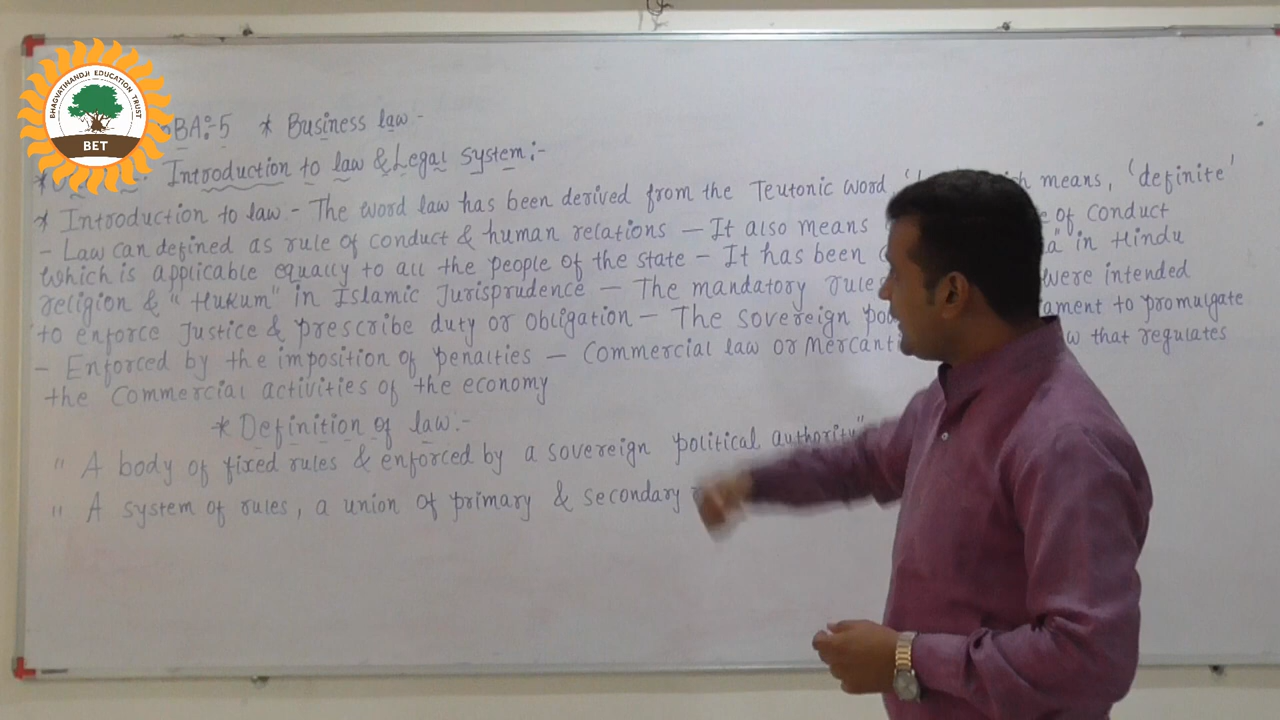 BHAGVATINANDJI EDUCATION TRUST
BET
BA:-5 * Business law -
* Introduction to law & Legal system:-
* Introduction to law - The word law has been derived from the Teutonic word, means, 'definite'
- Law can defined as rule of conduct & human relations - It also means of conduct
which is applicable equally to all the people of the state - It has been in Hindu
religion & "Hukum" in Islamic Jurisprudence - The mandatory were intended
to enforce Justice & prescribe duty or obligation - The sovereign to promulgate
- Enforced by the imposition of penalties - Commercial law or that regulates
the commercial activities of the economy
* Definition of law:-
" A body of fixed rules & enforced by a sovereign political authority"
" A system of rules, a union of primary & secondary